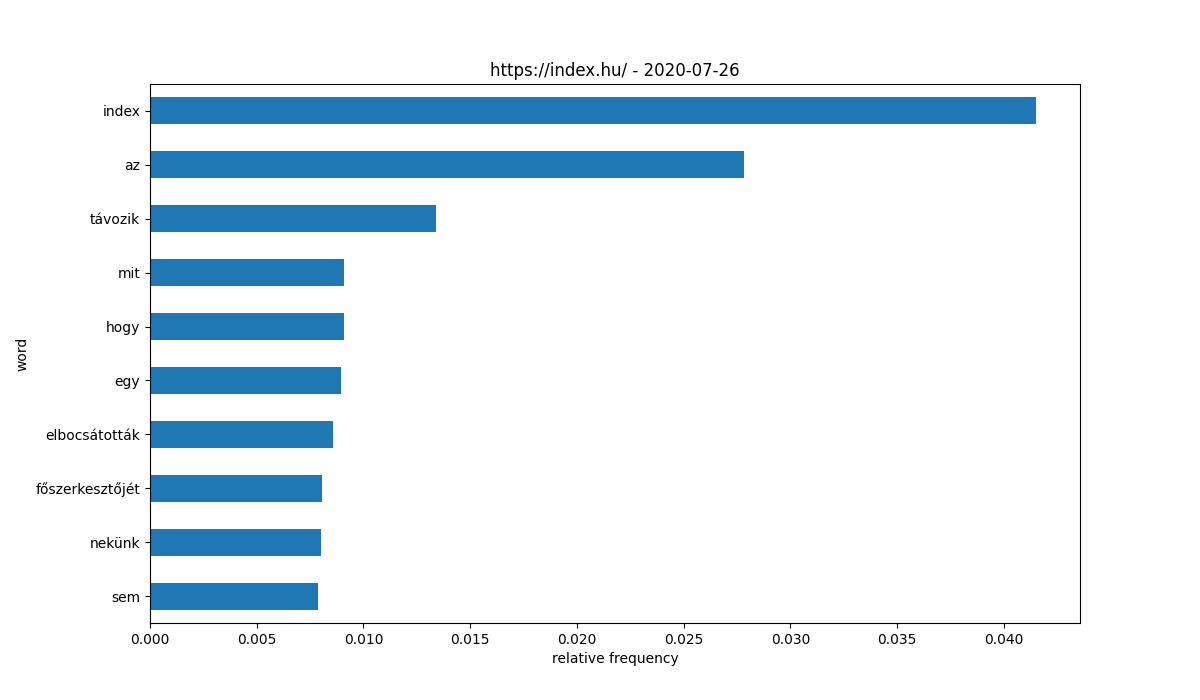 https://index.hu/ - 2020-07-26
index
az
távozik
mit
hogy
egy
elbocsátották
főszerkesztőjét
nekünk
sem
word
0.000 0.005 0.010 0.015 0.020 0.025 0.030 0.035 0.040
relative frequency